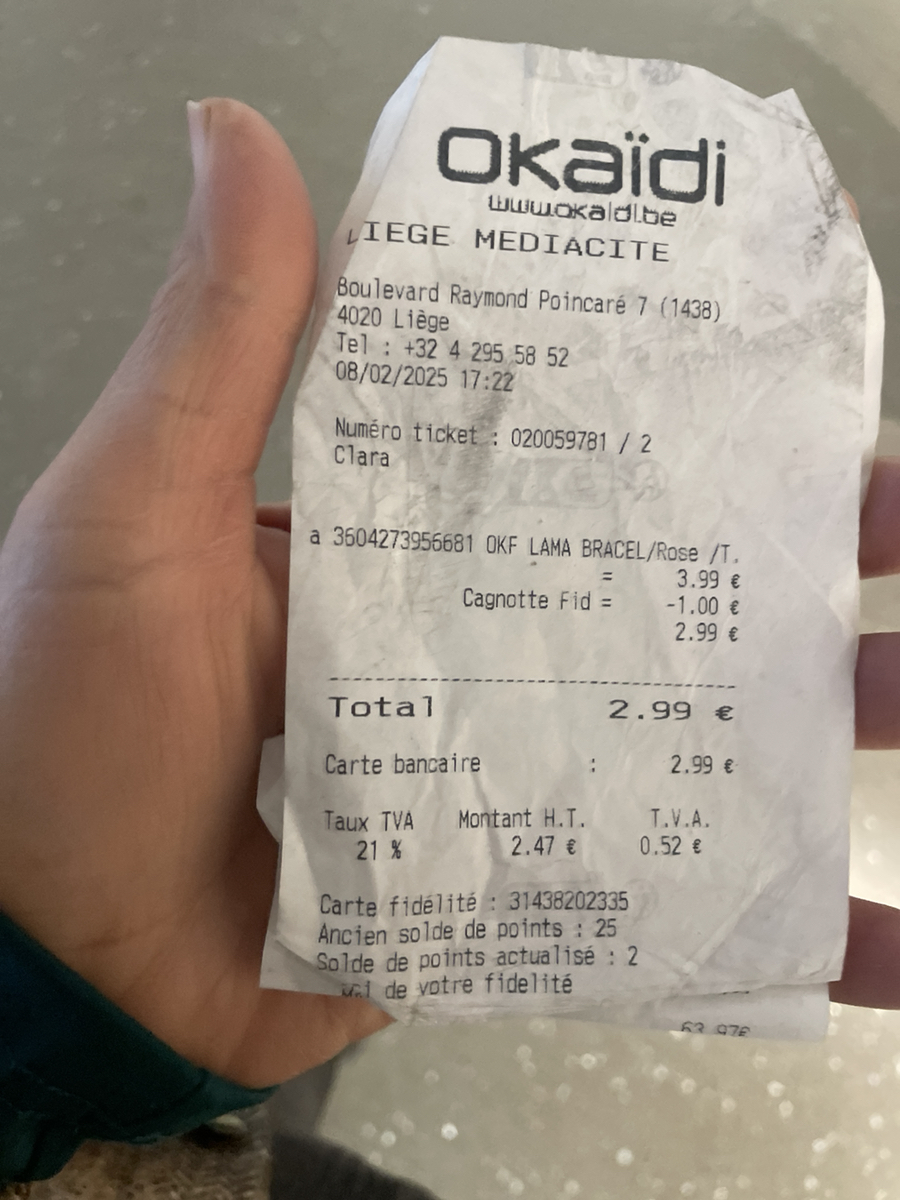 Okaïdi
www.okaidi.be
LIEGE MEDIACITE
Boulevard Raymond Poincaré 7 (1438)
4020 Liège
Tel : +32 4 295 58 52
08/02/2025 17:22
Numéro ticket : 020059781 / 2
Clara
a 3604273956681 OKF LAMA BRACEL/Rose /T.
= 3.99 €
Cagnotte Fid = -1.00 €
2.99 €
Total 2.99 €
Carte bancaire : 2.99 €
Taux TVA Montant H.T. T.V.A.
21 % 2.47 € 0.52 €
Carte fidélité : 31438202335
Ancien solde de points : 25
Solde de points actualisé : 2
de votre fidelité
63.97€